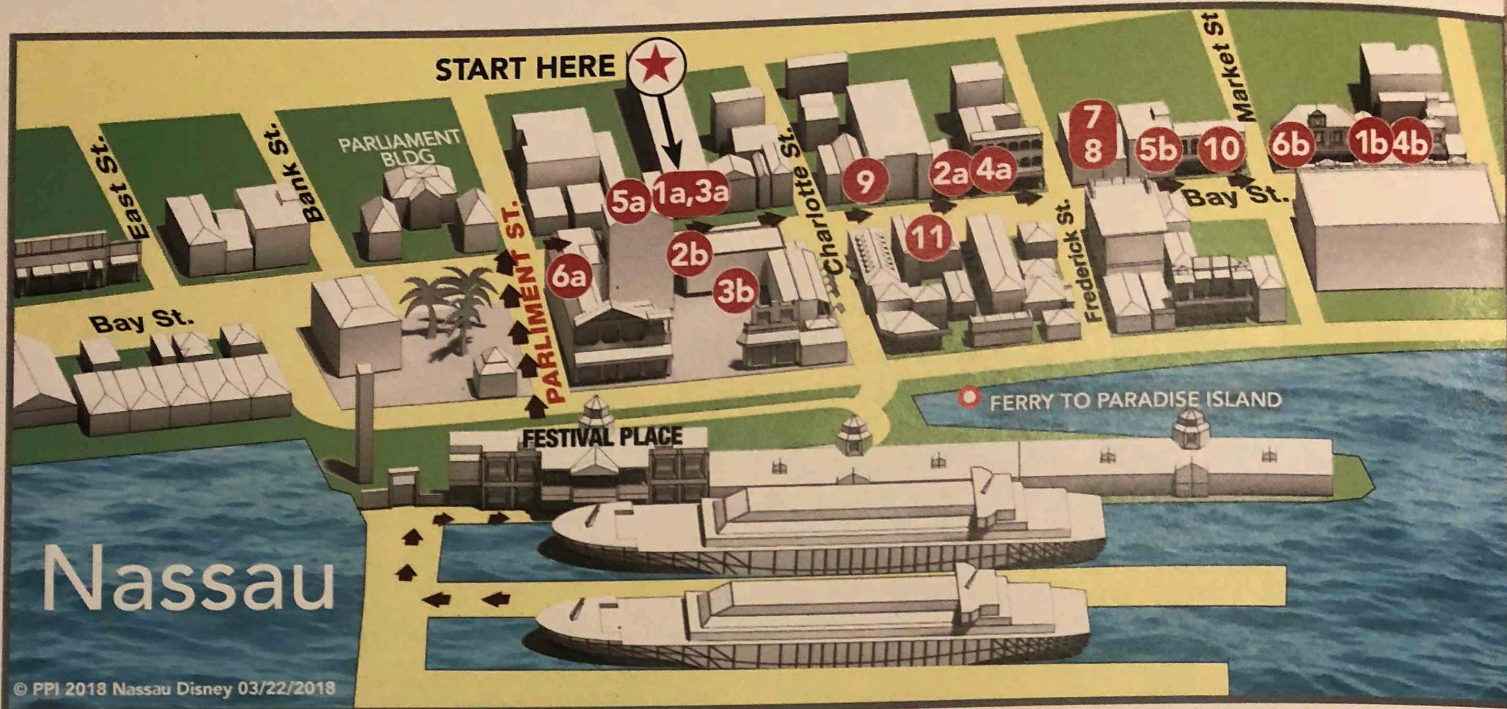 START HERE
Market St
PARLIAMENT
BLDG
East St.
Bank St.
PARLIMENT ST.
Charlotte St.
Frederick St.
7
8
5b
10
6b
1b
4b
5a
1a,3a
9
2a
4a
Bay St.
2b
11
6a
3b
Bay St.
FERRY TO PARADISE ISLAND
FESTIVAL PLACE
Nassau
© PPI 2018 Nassau Disney 03/22/2018